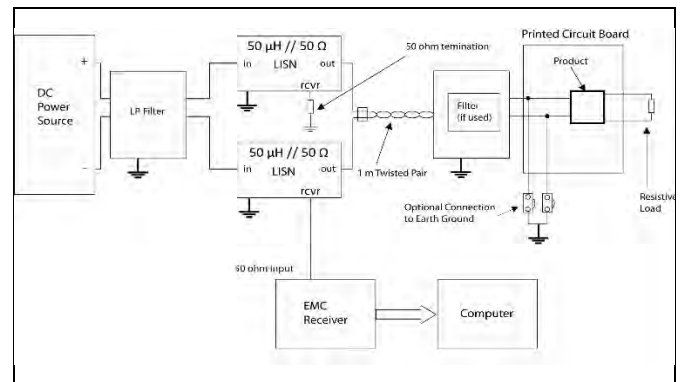 Printed Circuit Board
50 µH // 50 Ω
LISN
in
out
rcvr
50 ohm temination
Product
DC
Power
Source
+
-
LP Filter
Filter
(if used)
50 µH // 50 Ω
LISN
in
out
rcvr
1 m Twisted Pair
Optional Connection
to Earth Ground
Resistive
Load
50 ohm input
EMC
Receiver
Computer